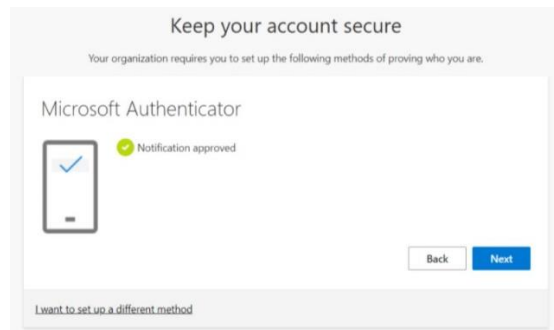 Keep your account secure
Your organization requires you to set up the following methods of proving who you are.
Microsoft Authenticator
Notification approved
Back
Next
I want to set up a different method